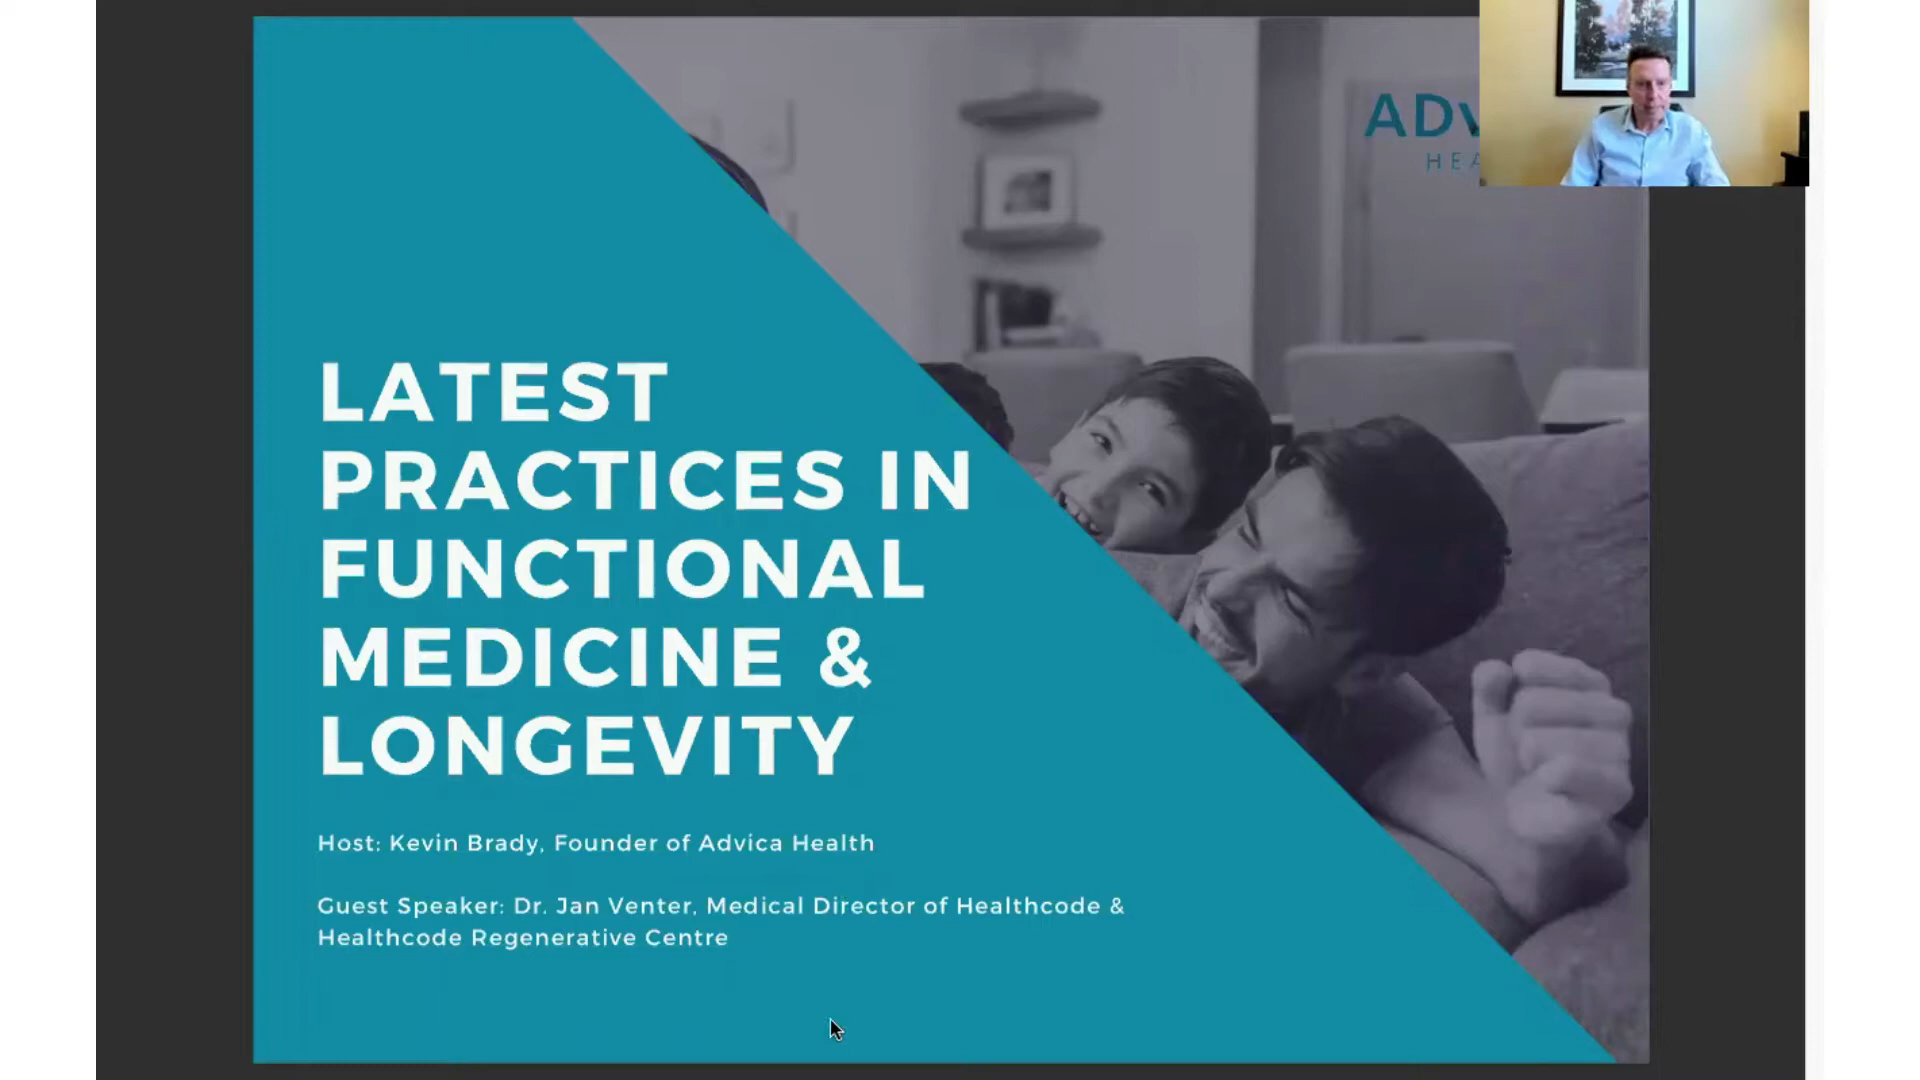 LATEST
PRACTICES IN
FUNCTIONAL
MEDICINE &
LONGEVITY
Host: Kevin Brady, Founder of Advica Health
Guest Speaker: Dr. Jan Venter, Medical Director of Healthcode &
Healthcode Regenerative Centre